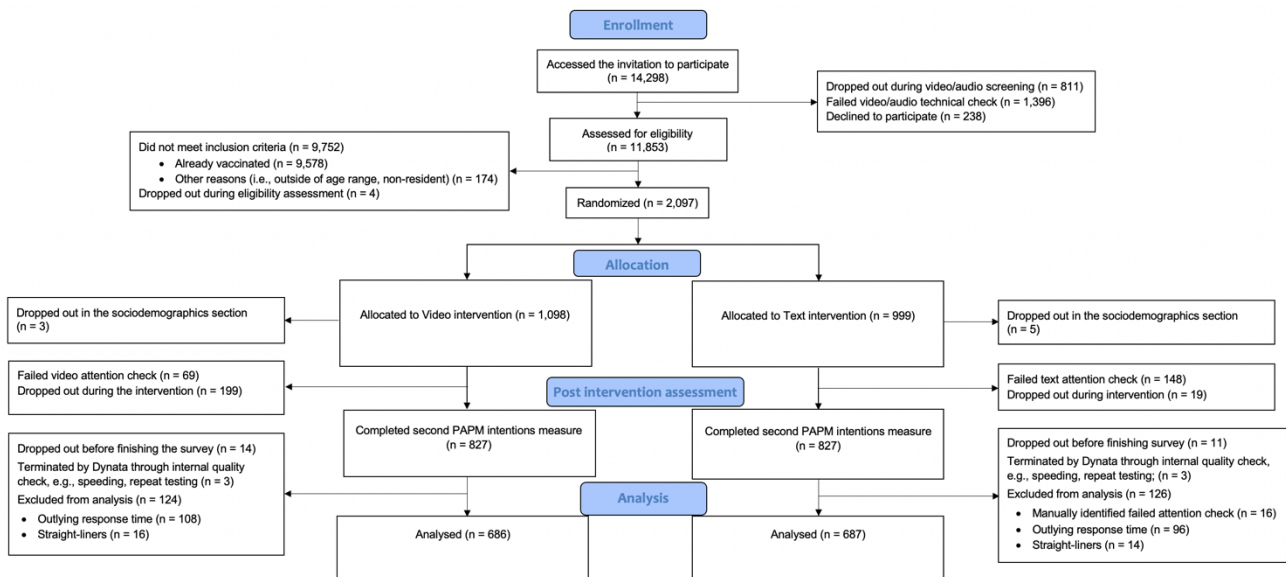 Enrollment
Accessed the invitation to participate
(n = 14,298)
Dropped out during video/audio screening (n = 811)
Failed video/audio technical check (n = 1,396)
Declined to participate (n = 238)
Assessed for eligibility
(n = 11,853)
Did not meet inclusion criteria (n = 9,752)
• Already vaccinated (n = 9,578)
• Other reasons (i.e., outside of age range, non-resident) (n = 174)
Dropped out during eligibility assessment (n = 4)
Randomized (n = 2,097)
Allocation
Allocated to Video intervention (n = 1,098)
Allocated to Text intervention (n = 999)
Dropped out in the sociodemographics section
(n = 3)
Dropped out in the sociodemographics section
(n = 5)
Failed video attention check (n = 69)
Dropped out during the intervention (n = 199)
Failed text attention check (n = 148)
Dropped out during intervention (n = 19)
Post intervention assessment
Completed second PAPM intentions measure
(n = 827)
Completed second PAPM intentions measure
(n = 827)
Dropped out before finishing the survey (n = 14)
Terminated by Dynata through internal quality
check, e.g., speeding, repeat testing (n = 3)
Excluded from analysis (n = 124)
• Outlying response time (n = 108)
• Straight-liners (n = 16)
Dropped out before finishing survey (n = 11)
Terminated by Dynata through internal quality check,
e.g., speeding, repeat testing; (n = 3)
Excluded from analysis (n = 126)
• Manually identified failed attention check (n = 16)
• Outlying response time (n = 96)
• Straight-liners (n = 14)
Analysis
Analysed (n = 686)
Analysed (n = 687)